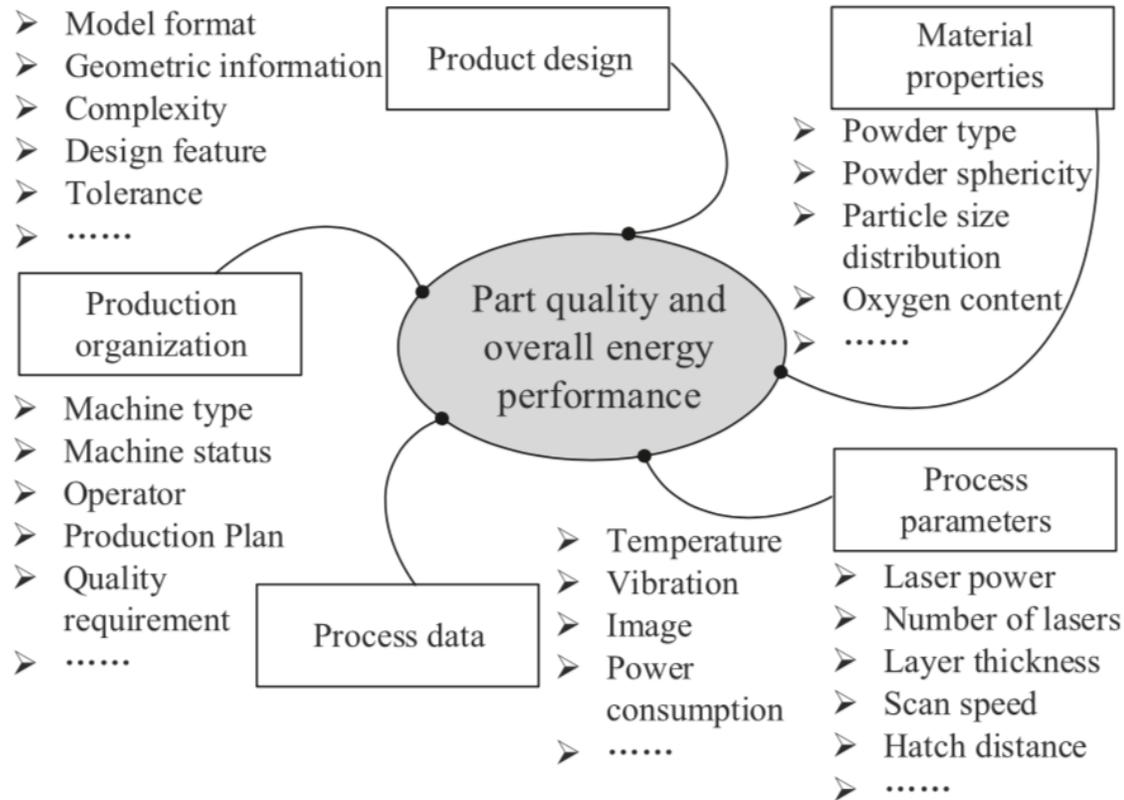 Model format
Geometric information
Complexity
Design feature
Tolerance
……
Product design
Material
properties
Powder type
Powder sphericity
Particle size
distribution
Oxygen content
……
Production
organization
Machine type
Machine status
Operator
Production Plan
Quality
requirement
……
Part quality and
overall energy
performance
Process data
Temperature
Vibration
Image
Power
consumption
……
Process
parameters
Laser power
Number of lasers
Layer thickness
Scan speed
Hatch distance
……